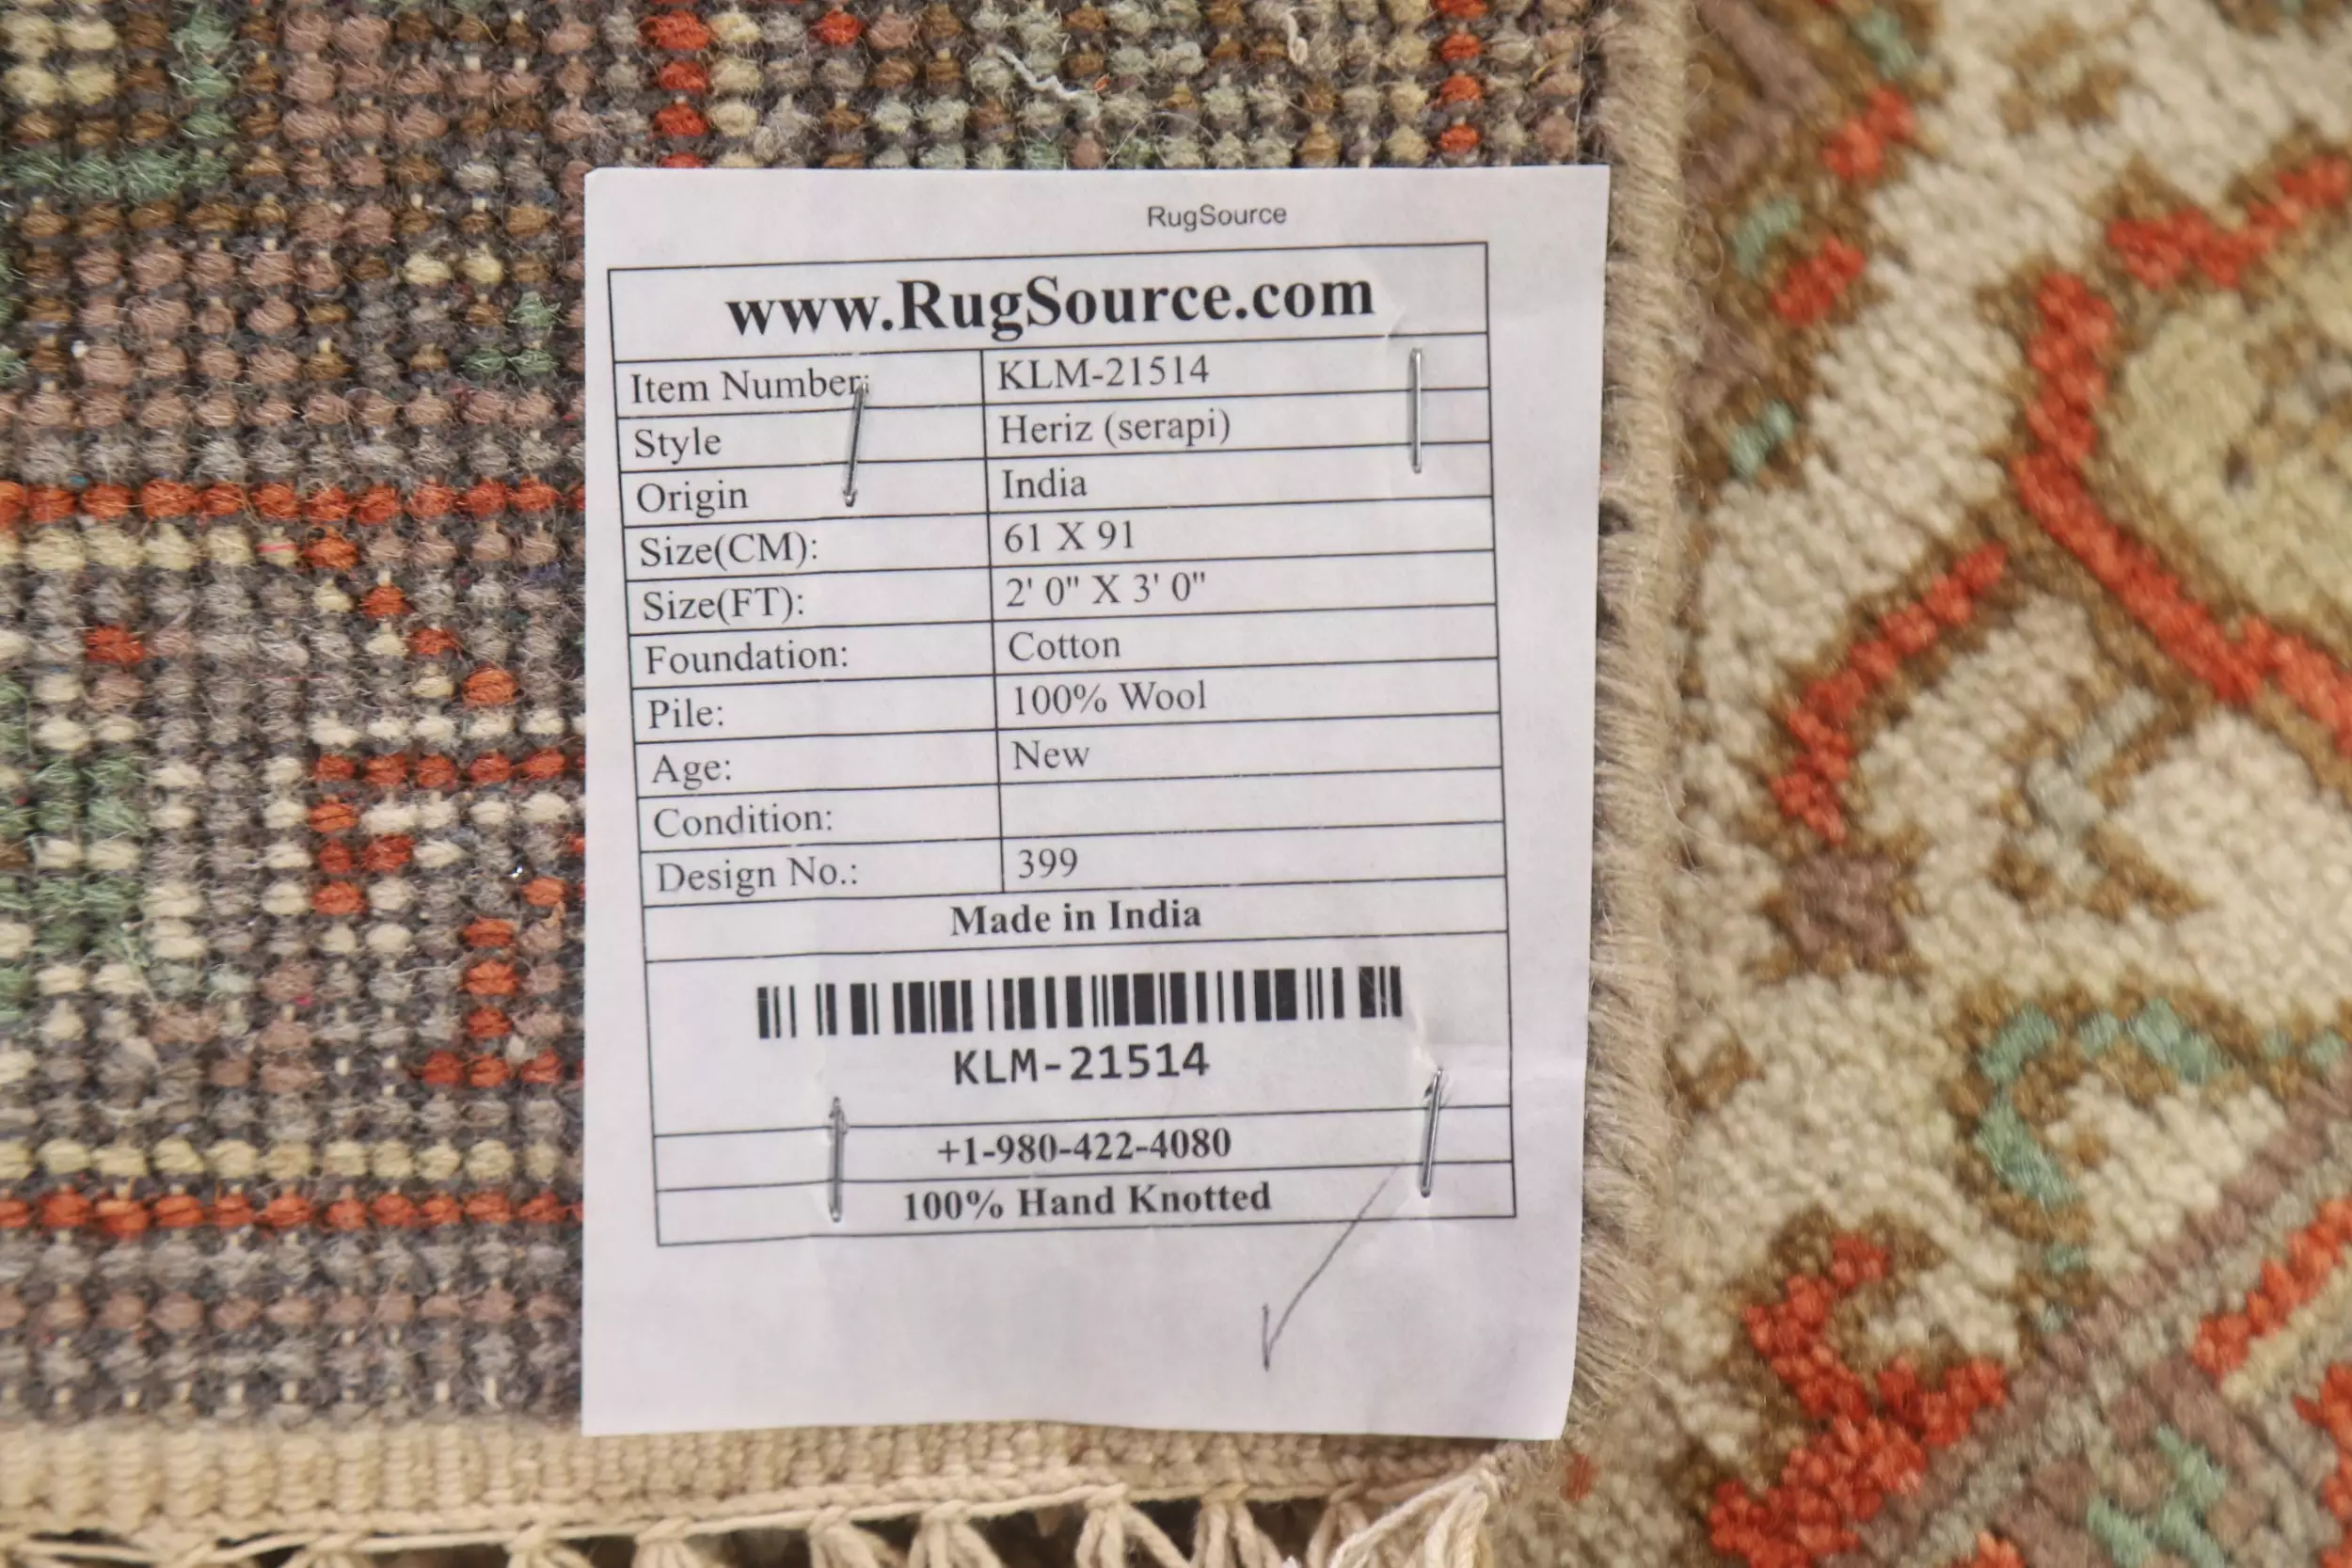 RugSource
www.RugSource.com
Item Number: KLM-21514
Style Heriz (serapi)
Origin India
Size(CM): 61 X 91
Size(FT): 2' 0" X 3' 0"
Foundation: Cotton
Pile: 100% Wool
Age: New
Condition:
Design No.: 399
Made in India
KLM-21514
+1-980-422-4080
100% Hand Knotted